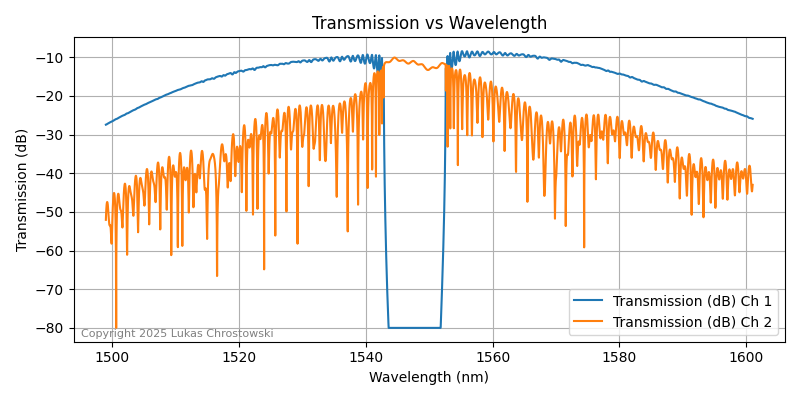 Transmission vs Wavelength
Transmission (dB)
−10
−20
−30
−40
−50
−60
−70
−80
Transmission (dB) Ch 1
Transmission (dB) Ch 2
Copyright 2025 Lukas Chrostowski
1500 1520 1540 1560 1580 1600
Wavelength (nm)